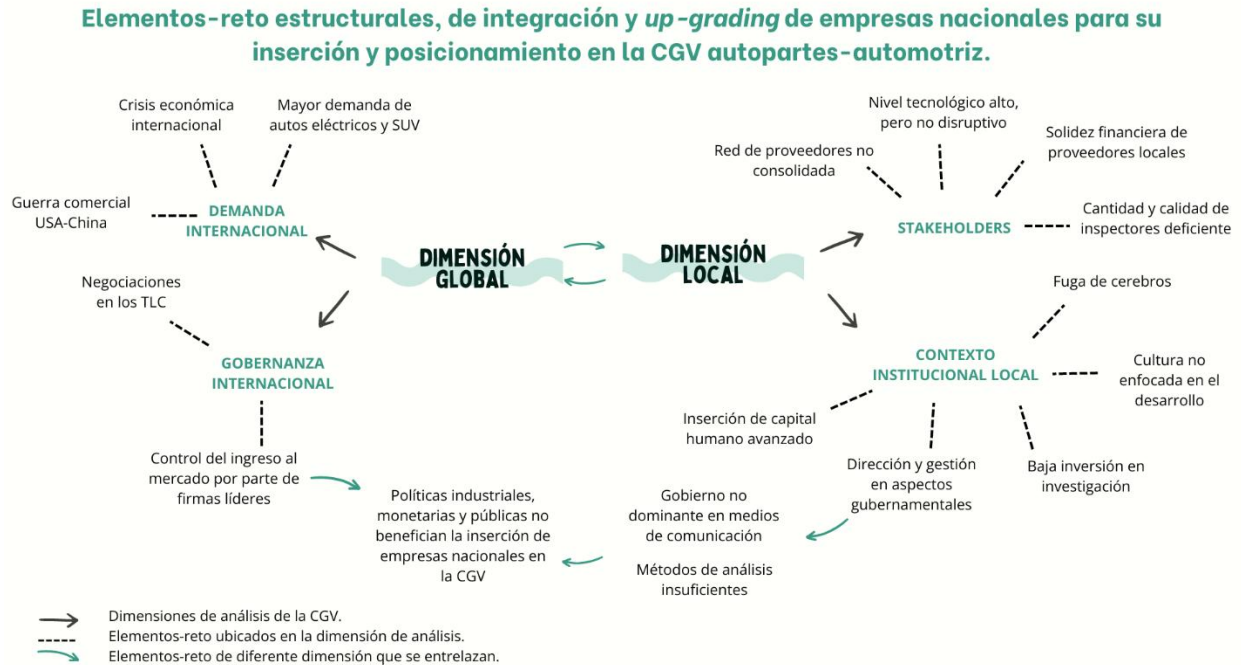 Elementos-reto estructurales, de integración y up-grading de empresas nacionales para su
inserción y posicionamiento en la CGV autopartes-automotriz.
Crisis económica
internacional
Mayor demanda de
autos eléctricos y SUV
Guerra comercial
USA-China
DEMANDA
INTERNACIONAL
Negociaciones
en los TLC
GOBERNANZA
INTERNACIONAL
Control del ingreso al
mercado por parte de
firmas líderes
DIMENSIÓN
GLOBAL
DIMENSIÓN
LOCAL
Nivel tecnológico alto,
pero no disruptivo
Red de proveedores no
consolidada
Solidez financiera de
proveedores locales
STAKEHOLDERS
Cantidad y calidad de
inspectores deficiente
Fuga de cerebros
CONTEXTO
INSTITUCIONAL LOCAL
Cultura no
enfocada en el
desarrollo
Inserción de capital
humano avanzado
Dirección y gestión
en aspectos
gubernamentales
Baja inversión en
investigación
Políticas industriales,
monetarias y públicas no
benefician la inserción de
empresas nacionales en
la CGV
Gobierno no
dominante en medios
de comunicación
Métodos de análisis
insuficientes
Dimensiones de análisis de la CGV.
Elementos-reto ubicados en la dimensión de análisis.
Elementos-reto de diferente dimensión que se entrelazan.